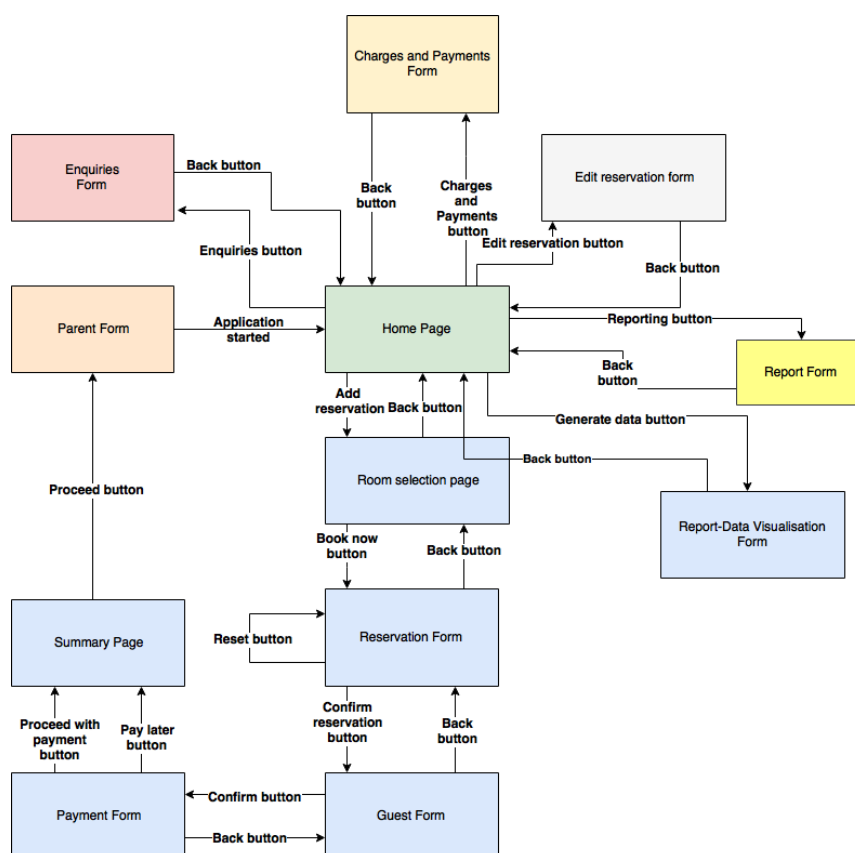 Charges and Payments
Form
Enquiries
Form
Back button
Edit reservation form
Back
button
Charges
and
Payments
button
Enquiries button
Edit reservation button
Back button
Parent Form
Application
started
Home Page
Reporting button
Back
button
Report Form
Add
reservation
Back button
Generate data button
Room selection page
Back button
Proceed button
Report-Data Visualisation
Form
Book now
button
Back button
Summary Page
Reset button
Reservation Form
Proceed with
payment
button
Pay later
button
Confirm
reservation
button
Back
button
Payment Form
Confirm button
Guest Form
Back button